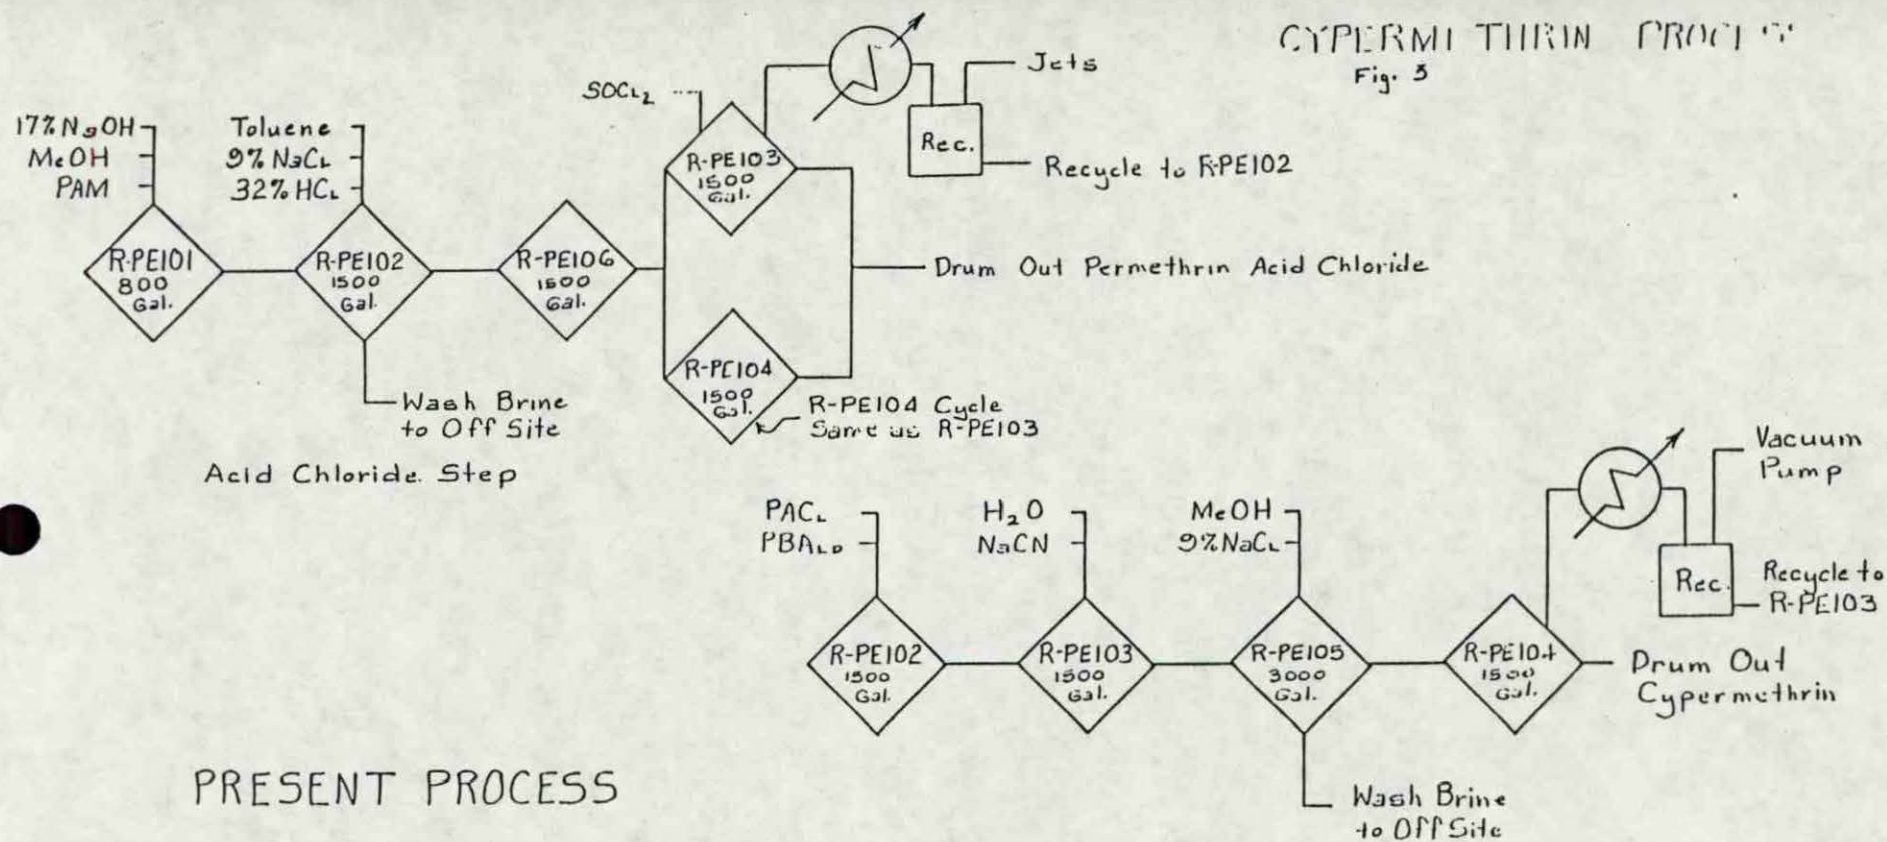 CYPERMITHRIN
Fig. 3
17% NaOH
MeOH
PAM
Toluene
9% NaCL
32% HCL
SOCL2
Jets
Rec.
Recycle to R-PE102
R-PE101
800
Gal.
R-PE102
1500
Gal.
R-PE106
1500
Gal.
R-PE103
1500
Gal.
Drum Out Permethrin Acid Chloride
R-PE104
1500
Gal.
R-PE104 Cycle
Same as R-PE103
Wash Brine
to Off Site
Acid Chloride Step
PACL
PBALD
H2O
NaCN
MeOH
9% NaCL
Vacuum
Pump
Rec.
Recycle to
R-PE103
R-PE102
1500
Gal.
R-PE103
1500
Gal.
R-PE105
3000
Gal.
R-PE104
1500
Gal.
Drum Out
Cypermethrin
Wash Brine
to Off Site
PRESENT PROCESS